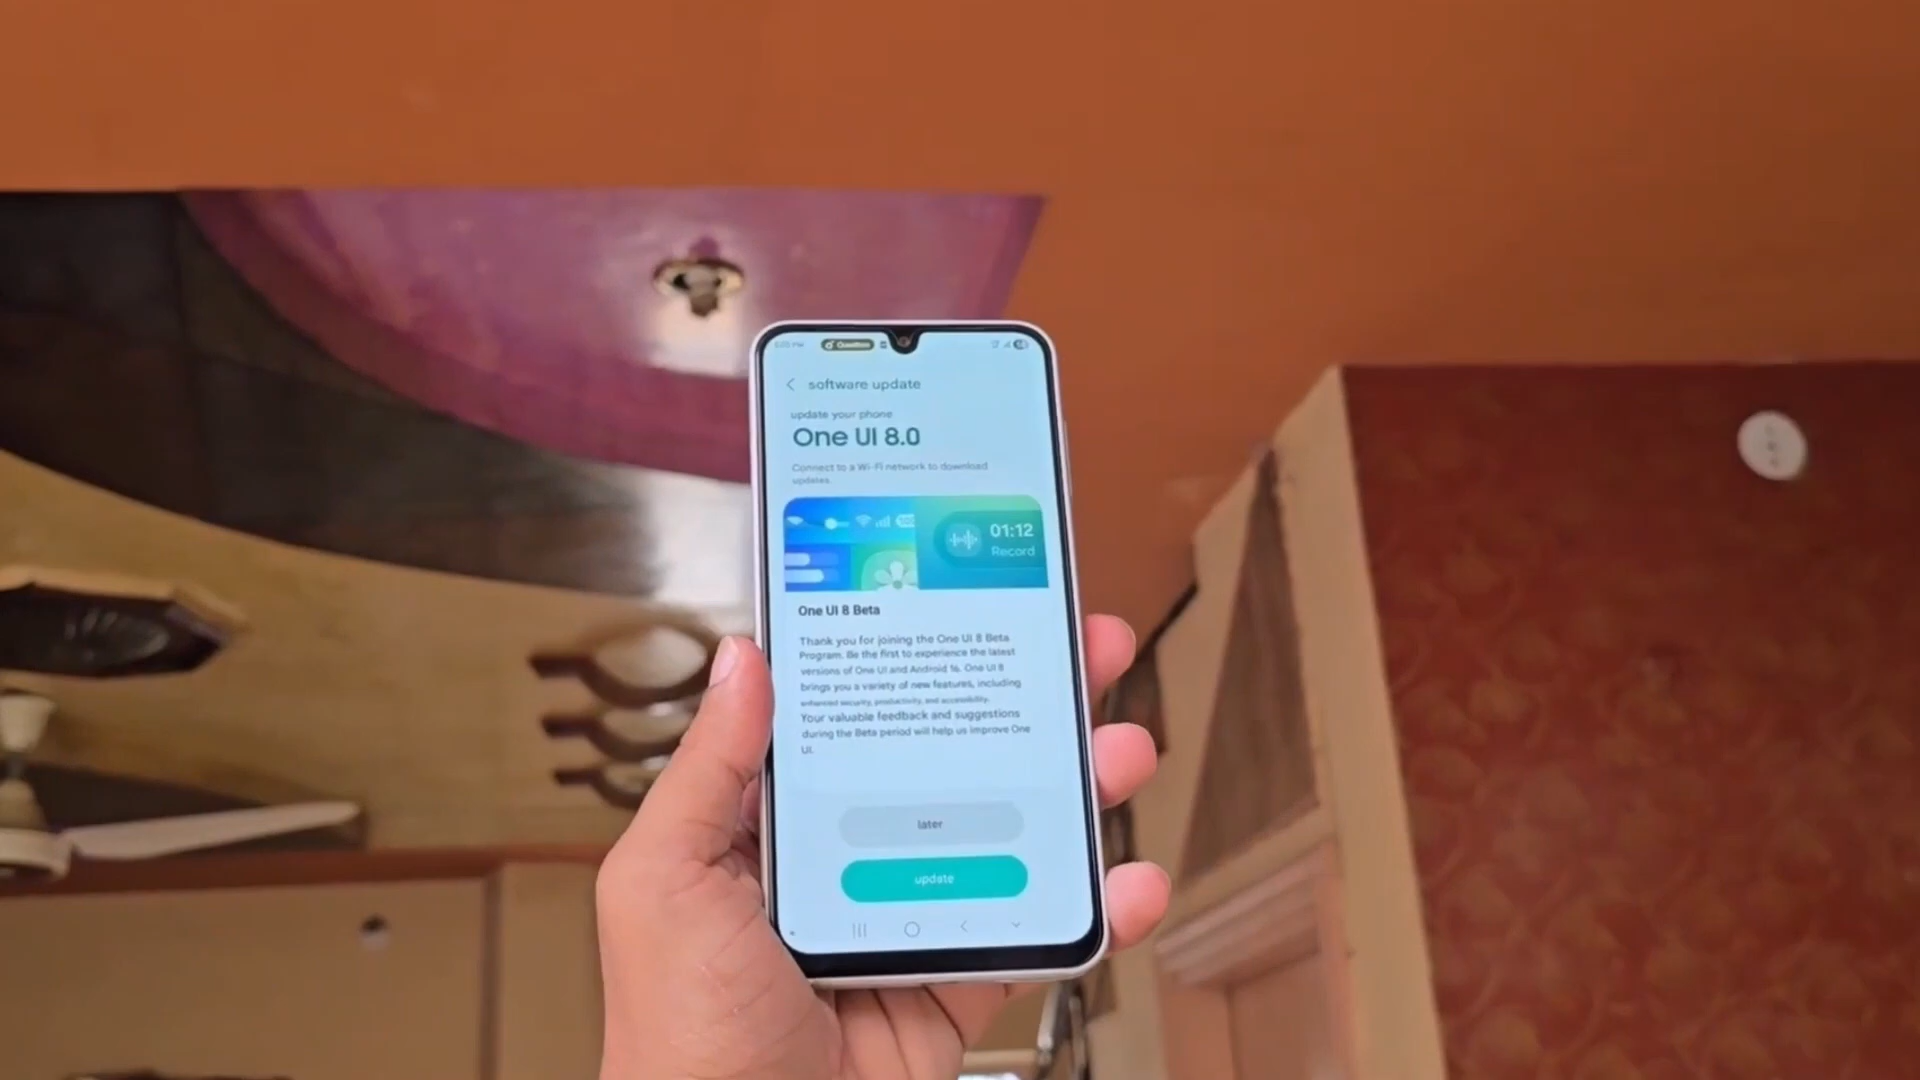 software update
update your phone
One UI 8.0
Connect to a Wi-Fi network to download
updates.
01:12
Record
One UI 8 Beta
Thank you for joining the One UI 8 Beta
Program. Be the first to experience the latest
versions of One UI and Android 16. One UI 8
brings you a variety of new features, including
enhanced security, productivity, and accessibility.
Your valuable feedback and suggestions
during the Beta period will help us improve One
UI.
later
update